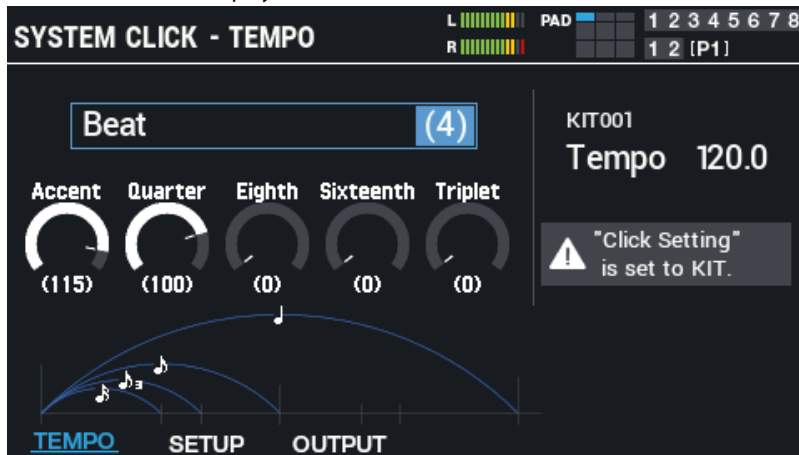 SYSTEM CLICK - TEMPO
L
R
PAD
1 2 3 4 5 6 7 8
1 2 [P1]
Beat (4)
KIT001
Tempo 120.0
Accent Quarter Eighth Sixteenth Triplet
(115) (100) (0) (0) (0)
"Click Setting"
is set to KIT.
3
TEMPO SETUP OUTPUT